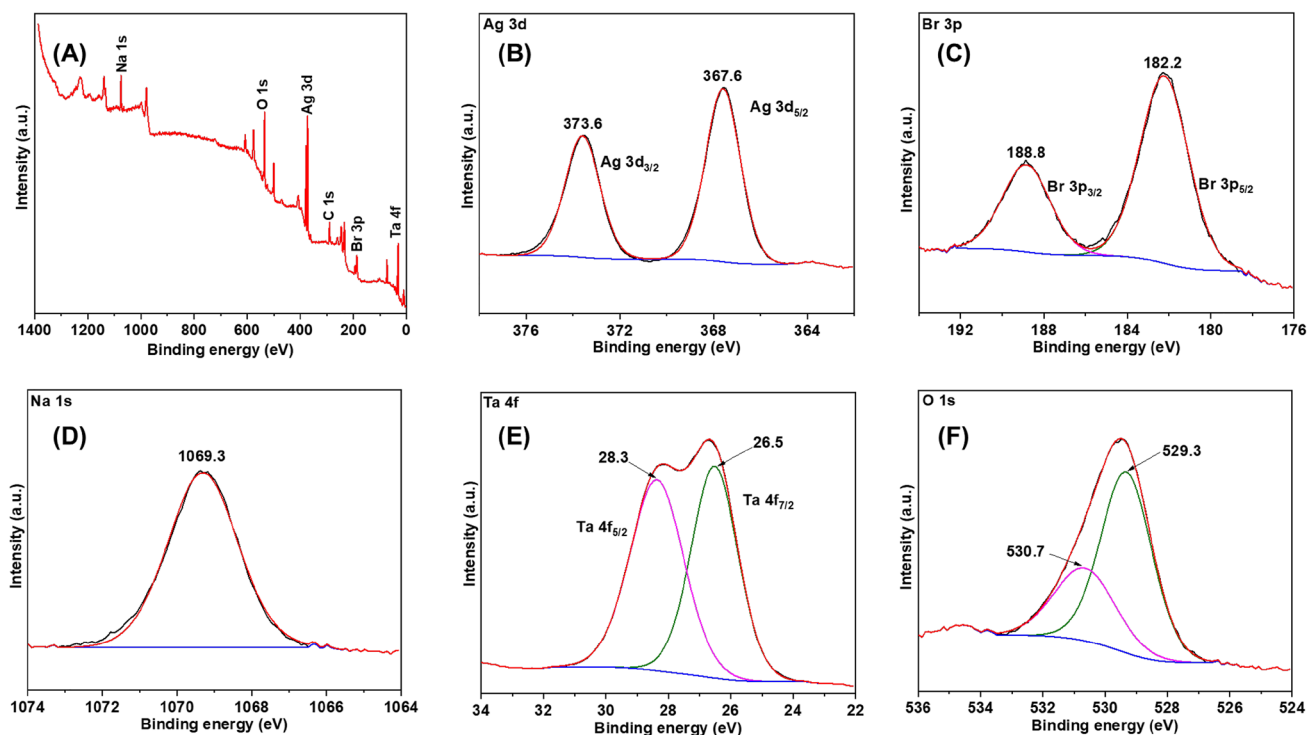 (A)
Na 1s
O 1s
Ag 3d
C 1s
Br 3p
Ta 4f
Intensity (a.u.)
1400 1200 1000 800 600 400 200 0
Binding energy (eV)
Ag 3d
(B)
367.6
373.6
Ag 3d5/2
Ag 3d3/2
Intensity (a.u.)
376 372 368 364
Binding energy (eV)
Br 3p
(C)
182.2
188.8
Br 3p3/2
Br 3p5/2
Intensity (a.u.)
192 188 184 180 176
Binding energy (eV)
Na 1s
(D)
1069.3
Intensity (a.u.)
1074 1072 1070 1068 1066 1064
Binding energy (eV)
Ta 4f
(E)
28.3
26.5
Ta 4f5/2
Ta 4f7/2
Intensity (a.u.)
34 32 30 28 26 24 22
Binding energy (eV)
O 1s
(F)
529.3
530.7
Intensity (a.u.)
536 534 532 530 528 526 524
Binding energy (eV)